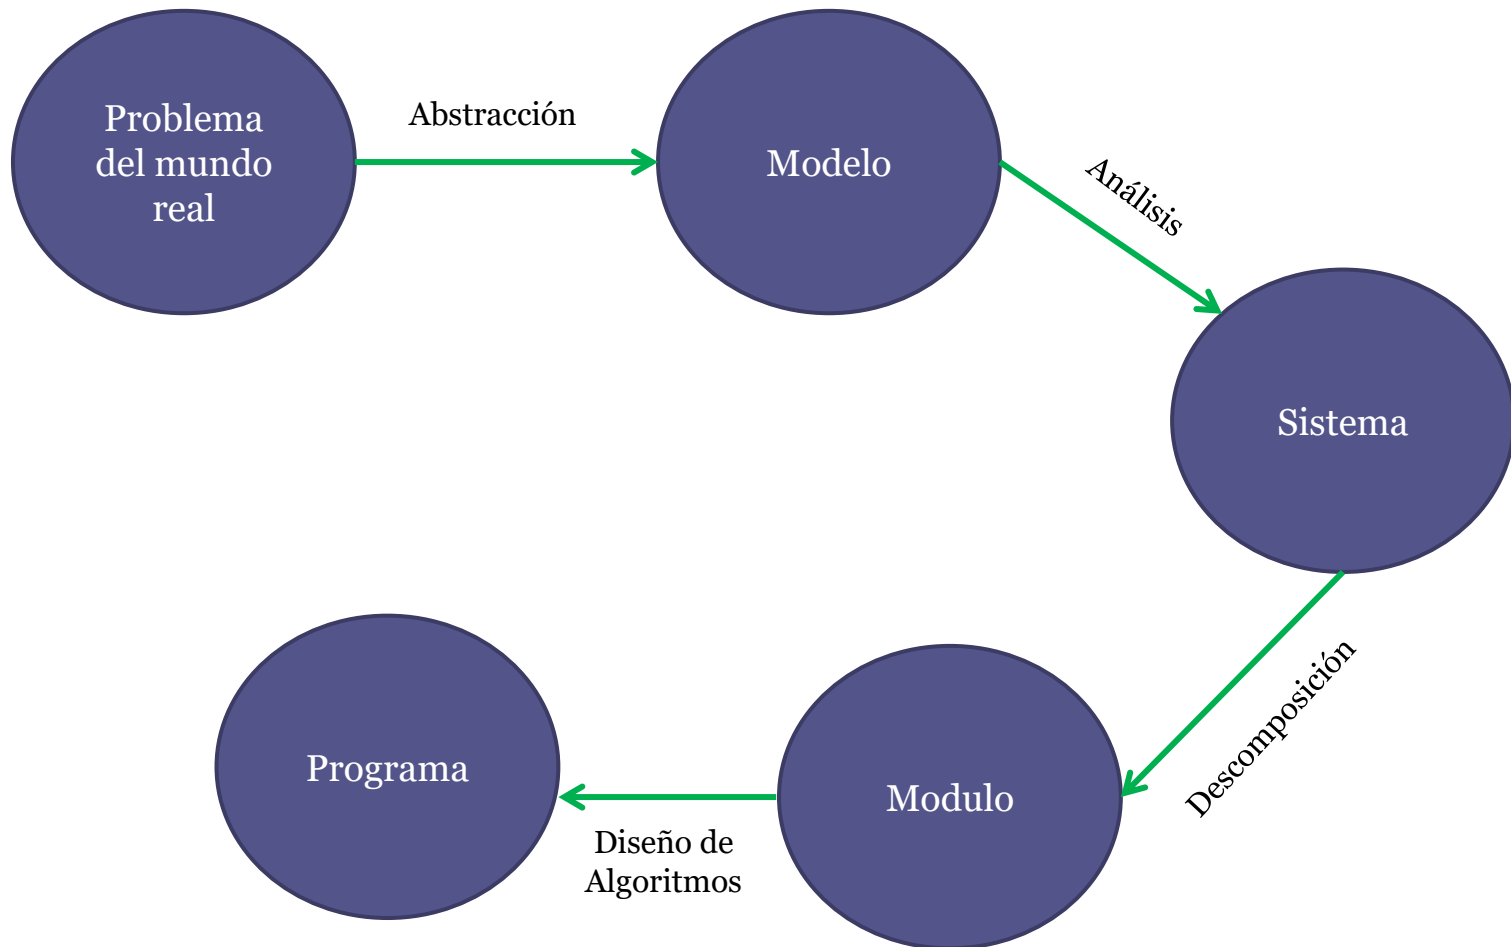 Problema
del mundo
real
Abstracción
Modelo
Análisis
Sistema
Descomposición
Modulo
Diseño de
Algoritmos
Programa